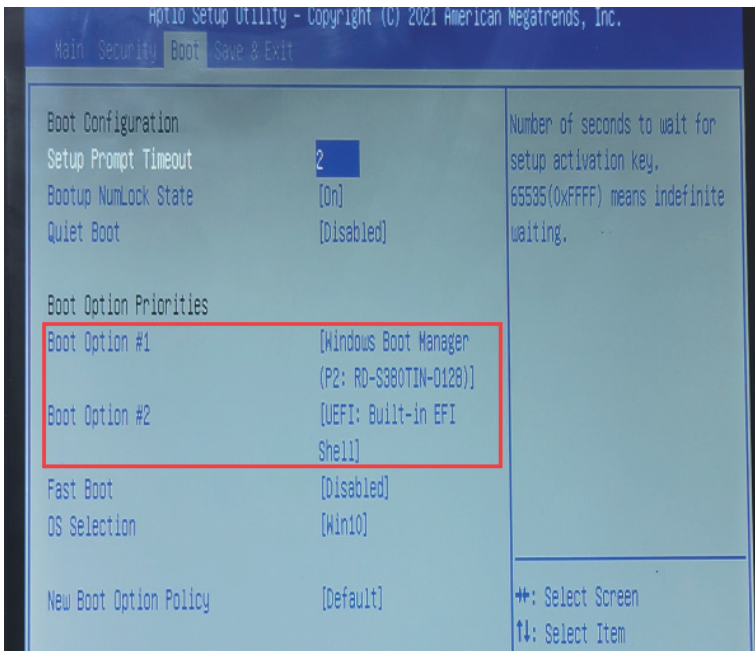 Aptio Setup Utility - Copyright (C) 2021 American Megatrends, Inc.
Main Security Boot Save & Exit
Boot Configuration
Setup Prompt Timeout 2
Bootup NumLock State [On]
Quiet Boot [Disabled]
Boot Option Priorities
Boot Option #1 [Windows Boot Manager
(P2: RD-S380TIN-0128)]
Boot Option #2 [UEFI: Built-in EFI
Shell]
Fast Boot [Disabled]
OS Selection [Win10]
New Boot Option Policy [Default]
Number of seconds to wait for
setup activation key.
65535(0xFFFF) means indefinite
waiting.
→←: Select Screen
↑↓: Select Item